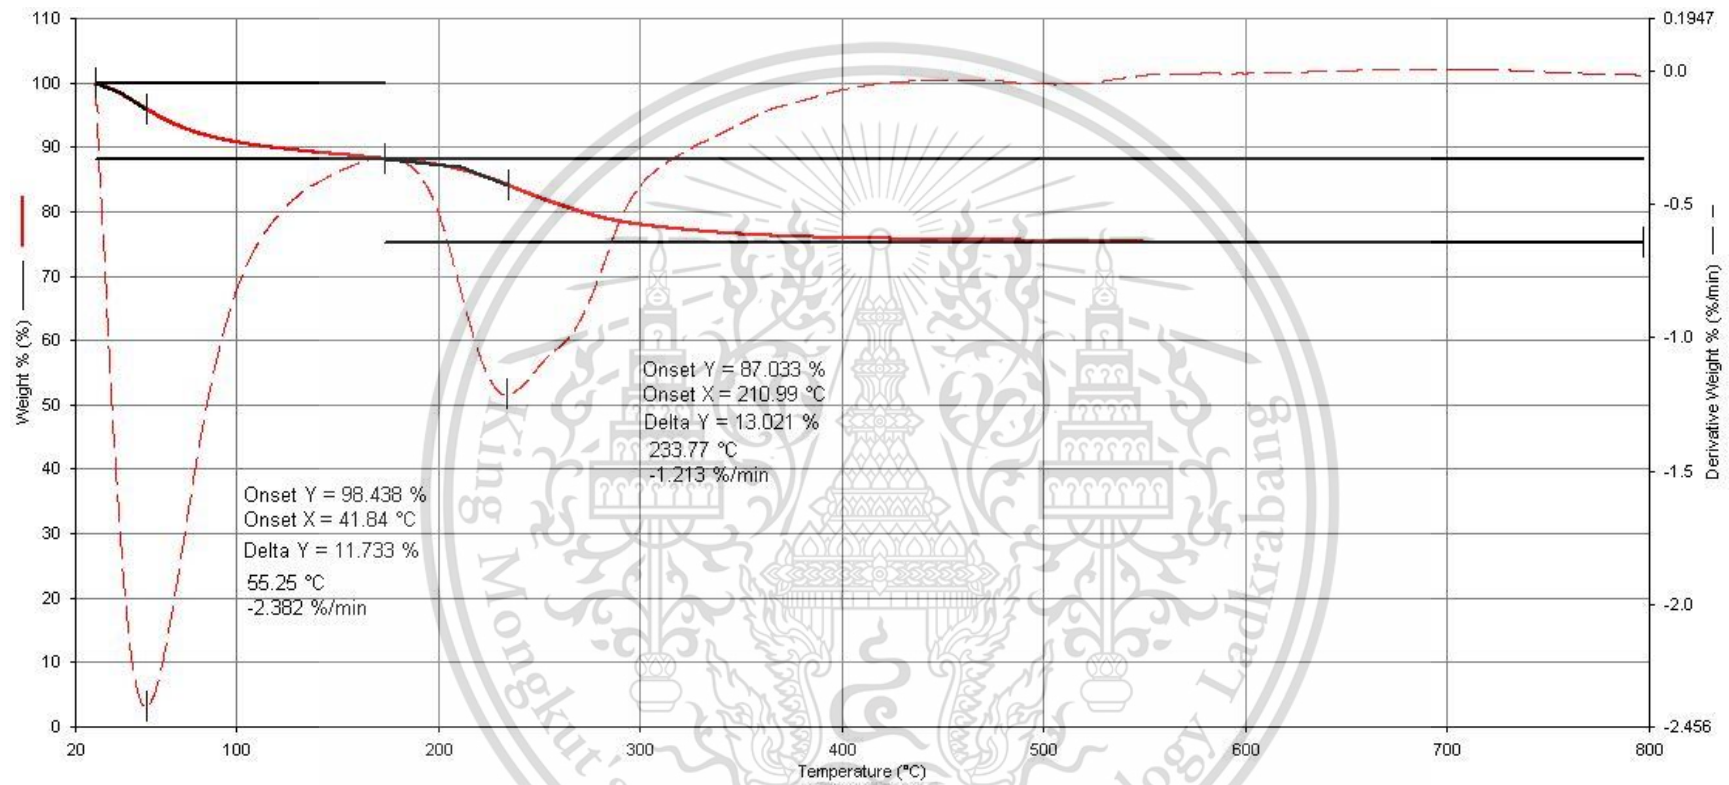 110
100
90
80
70
60
50
40
30
20
10
0
Weight % (%)
20
100
200
300
400
500
600
700
800
Temperature (°C)
Onset Y = 98.438 %
Onset X = 41.84 °C
Delta Y = 11.733 %
55.25 °C
-2.382 %/min
Onset Y = 87.033 %
Onset X = 210.99 °C
Delta Y = 13.021 %
233.77 °C
-1.213 %/min
0.1947
0.0
-0.5
-1.0
-1.5
-2.0
-2.456
Derivative Weight % (%/min)
King Mongkut's
Ladkrabang